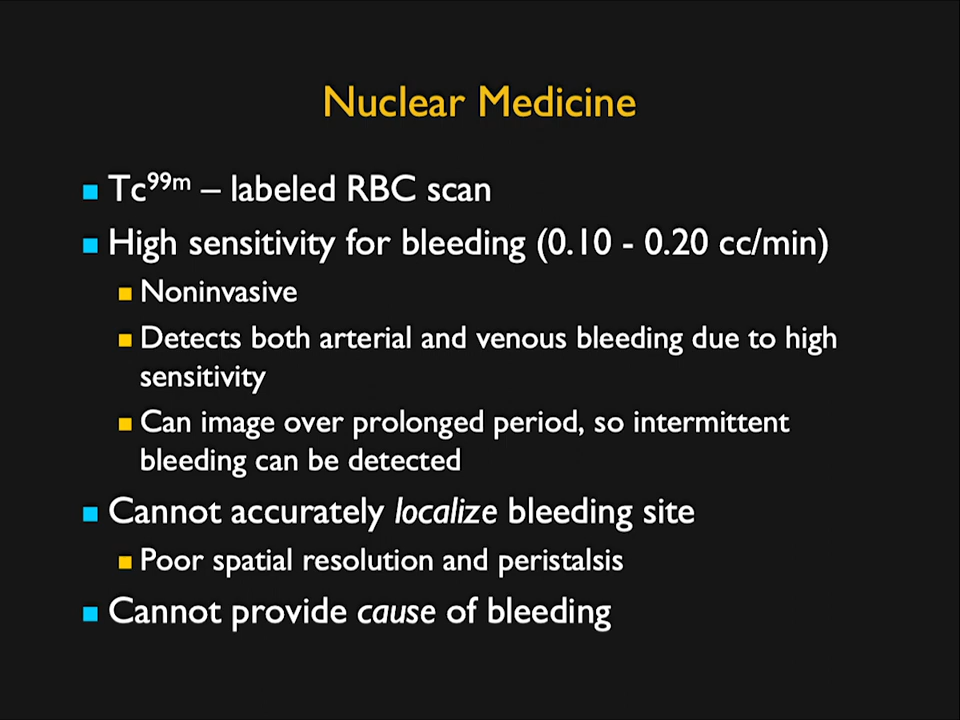 Nuclear Medicine
Tc⁹⁹ᵐ – labeled RBC scan
High sensitivity for bleeding (0.10 - 0.20 cc/min)
Noninvasive
Detects both arterial and venous bleeding due to high
sensitivity
Can image over prolonged period, so intermittent
bleeding can be detected
Cannot accurately localize bleeding site
Poor spatial resolution and peristalsis
Cannot provide cause of bleeding